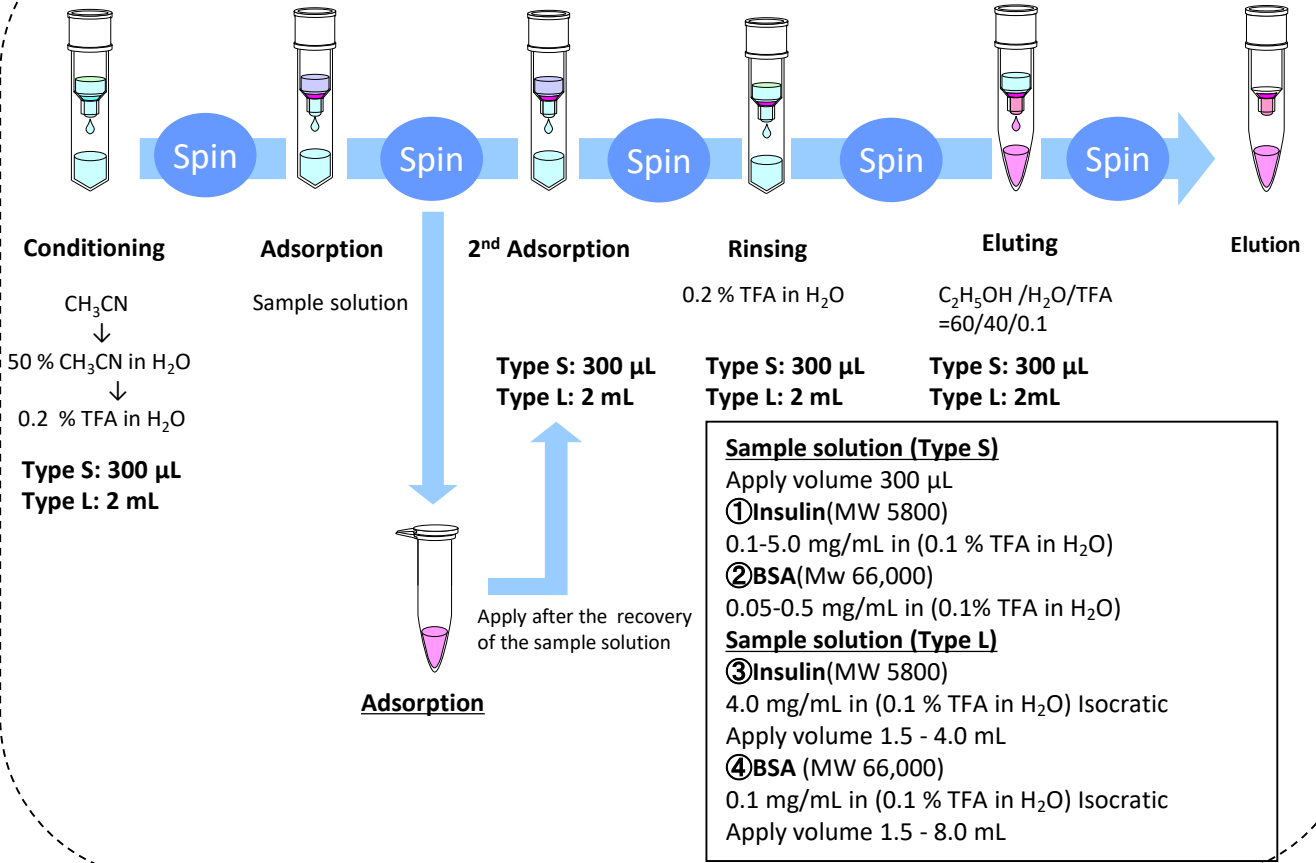 Spin
Spin
Spin
Spin
Spin
Conditioning
CH₃CN
↓
50 % CH₃CN in H₂O
↓
0.2 % TFA in H₂O
Type S: 300 µL
Type L: 2 mL
Adsorption
Sample solution
2nd Adsorption
Type S: 300 µL
Type L: 2 mL
Rinsing
0.2 % TFA in H₂O
Type S: 300 µL
Type L: 2 mL
Eluting
C₂H₅OH /H₂O/TFA
=60/40/0.1
Type S: 300 µL
Type L: 2mL
Elution
Adsorption
Apply after the recovery
of the sample solution
Sample solution (Type S)
Apply volume 300 µL
①Insulin(MW 5800)
0.1-5.0 mg/mL in (0.1 % TFA in H₂O)
②BSA(Mw 66,000)
0.05-0.5 mg/mL in (0.1% TFA in H₂O)
Sample solution (Type L)
③Insulin(MW 5800)
4.0 mg/mL in (0.1 % TFA in H₂O) Isocratic
Apply volume 1.5 - 4.0 mL
④BSA (MW 66,000)
0.1 mg/mL in (0.1 % TFA in H₂O) Isocratic
Apply volume 1.5 - 8.0 mL